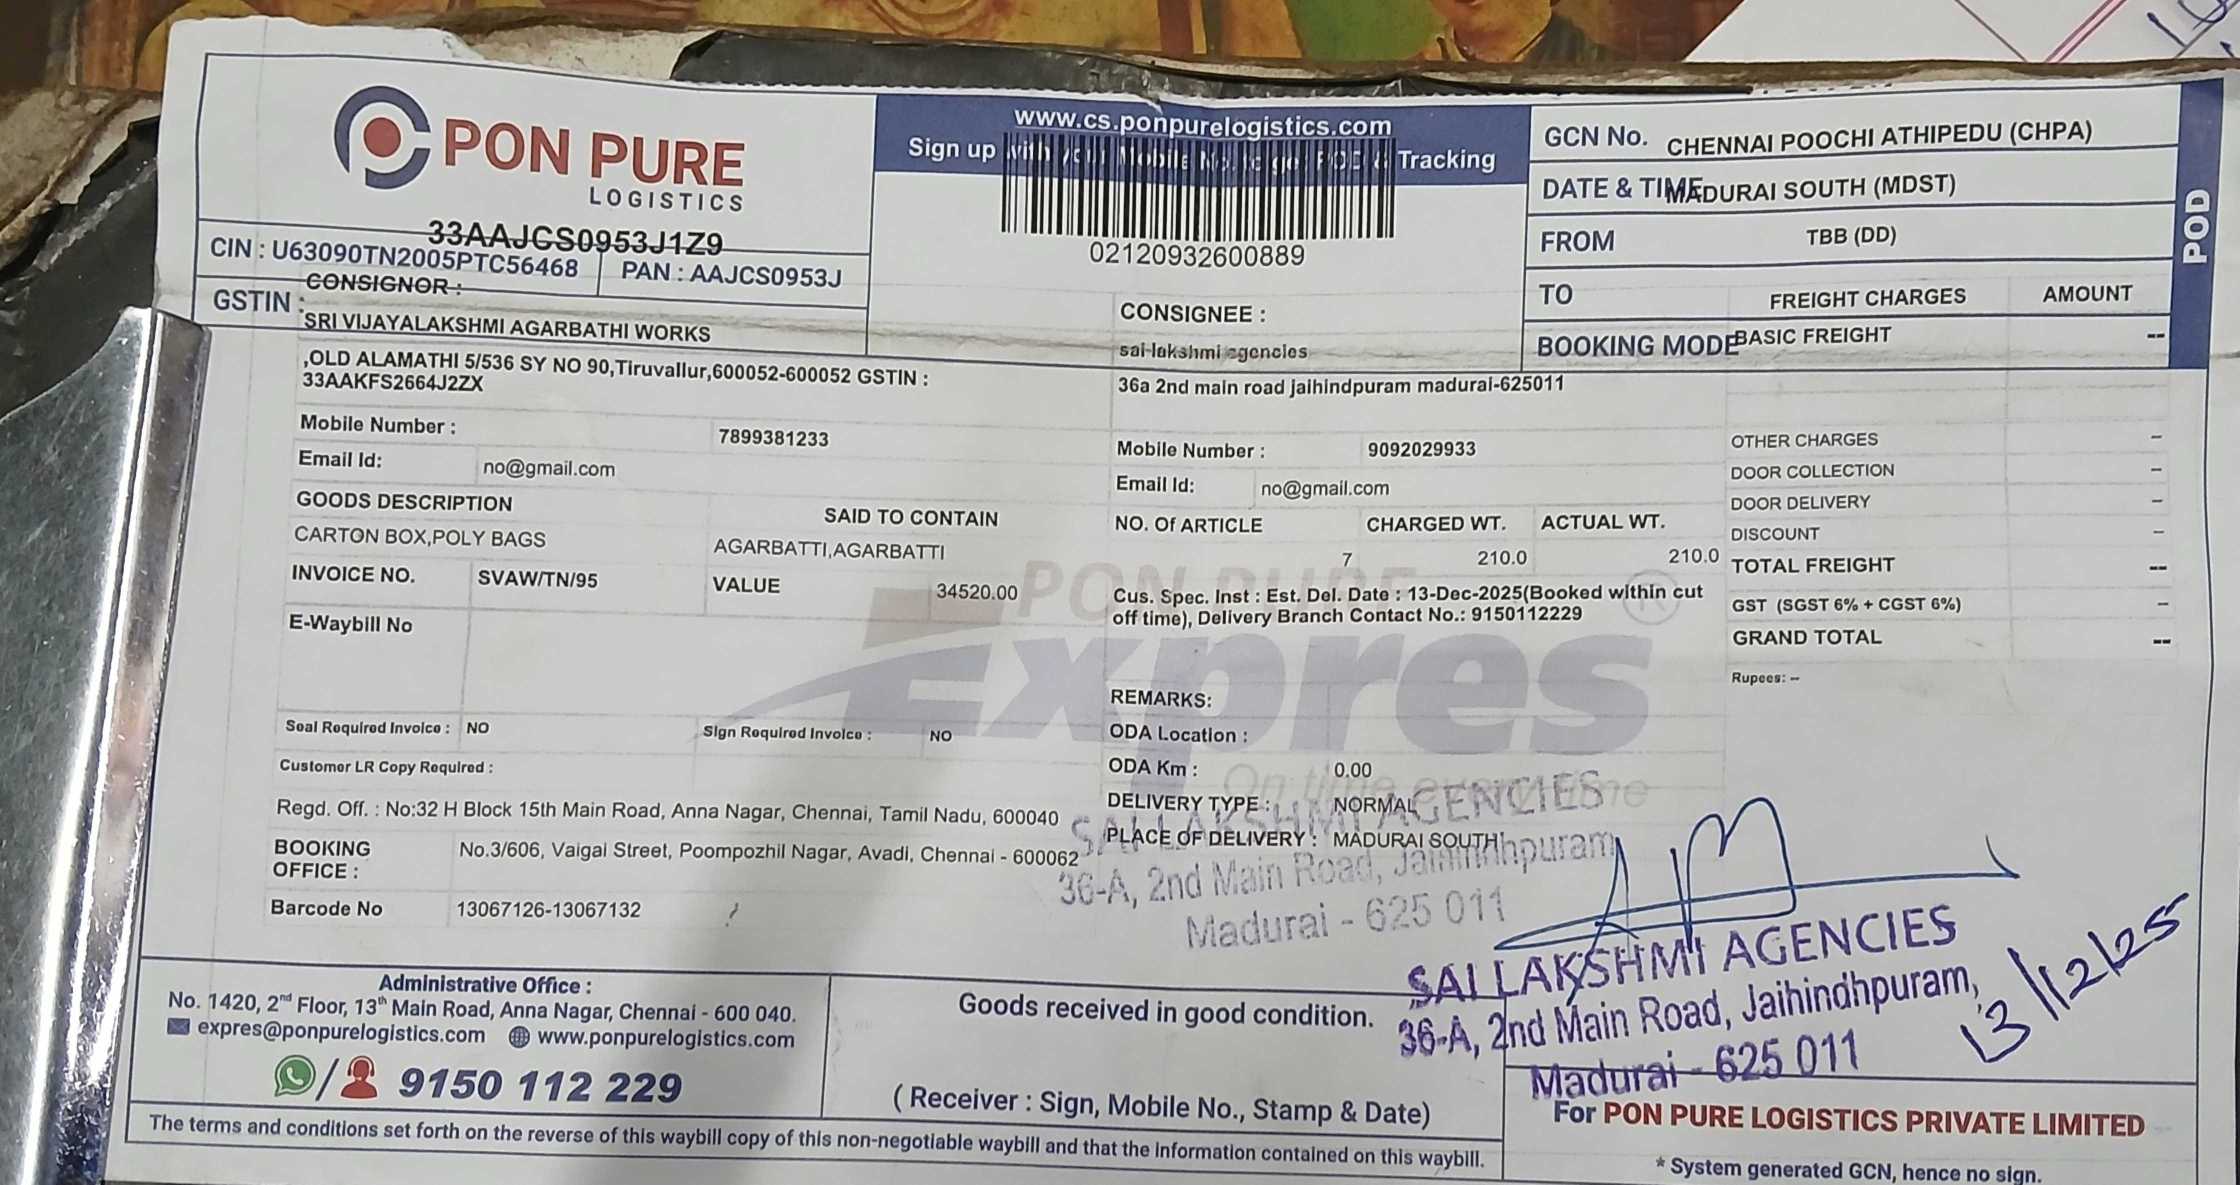 PON PURE
LOGISTICS
33AAJCS0953J1Z9
CIN : U63090TN2005PTC56468
PAN : AAJCS0953J
GSTIN :
www.cs.ponpurelogistics.com
Sign up with your Mobile No. to get POD & Tracking
02120932600889
GCN No. CHENNAI POOCHI ATHIPEDU (CHPA)
DATE & TIME MADURAI SOUTH (MDST)
FROM TBB (DD)
TO FREIGHT CHARGES AMOUNT
BOOKING MODE BASIC FREIGHT --
POD
CONSIGNOR :
SRI VIJAYALAKSHMI AGARBATHI WORKS
,OLD ALAMATHI 5/536 SY NO 90,Tiruvallur,600052-600052 GSTIN :
33AAKFS2664J2ZX
Mobile Number : 7899381233
Email Id: no@gmail.com
GOODS DESCRIPTION SAID TO CONTAIN
CARTON BOX,POLY BAGS AGARBATTI,AGARBATTI
INVOICE NO. SVAW/TN/95 VALUE 34520.00
E-Waybill No
Seal Required Invoice : NO Sign Required Invoice : NO
Customer LR Copy Required :
Regd. Off. : No:32 H Block 15th Main Road, Anna Nagar, Chennai, Tamil Nadu, 600040
BOOKING OFFICE : No.3/606, Vaigai Street, Poompozhil Nagar, Avadi, Chennai - 600062
Barcode No 13067126-13067132
CONSIGNEE :
sai lakshmi agencies
36a 2nd main road jaihindpuram madurai-625011
Mobile Number : 9092029933
Email Id: no@gmail.com
NO. Of ARTICLE CHARGED WT. ACTUAL WT.
7 210.0 210.0
Cus. Spec. Inst : Est. Del. Date : 13-Dec-2025(Booked within cut
off time), Delivery Branch Contact No.: 9150112229
REMARKS:
ODA Location :
ODA Km : 0.00
DELIVERY TYPE : NORMAL
PLACE OF DELIVERY : MADURAI SOUTH
OTHER CHARGES --
DOOR COLLECTION --
DOOR DELIVERY --
DISCOUNT --
TOTAL FREIGHT --
GST (SGST 6% + CGST 6%) --
GRAND TOTAL --
Rupees: --
PON PURE
Expres
®
On time every time
SAI LAKSHMI AGENCIES
36-A, 2nd Main Road, Jaihindhpuram,
Madurai - 625 011
SAI LAKSHMI AGENCIES
36-A, 2nd Main Road, Jaihindhpuram,
Madurai - 625 011
13/12/25
Administrative Office :
No. 1420, 2nd Floor, 13th Main Road, Anna Nagar, Chennai - 600 040.
expres@ponpurelogistics.com www.ponpurelogistics.com
9150 112 229
Goods received in good condition.
( Receiver : Sign, Mobile No., Stamp & Date)
For PON PURE LOGISTICS PRIVATE LIMITED
The terms and conditions set forth on the reverse of this waybill copy of this non-negotiable waybill and that the information contained on this waybill.
* System generated GCN, hence no sign.